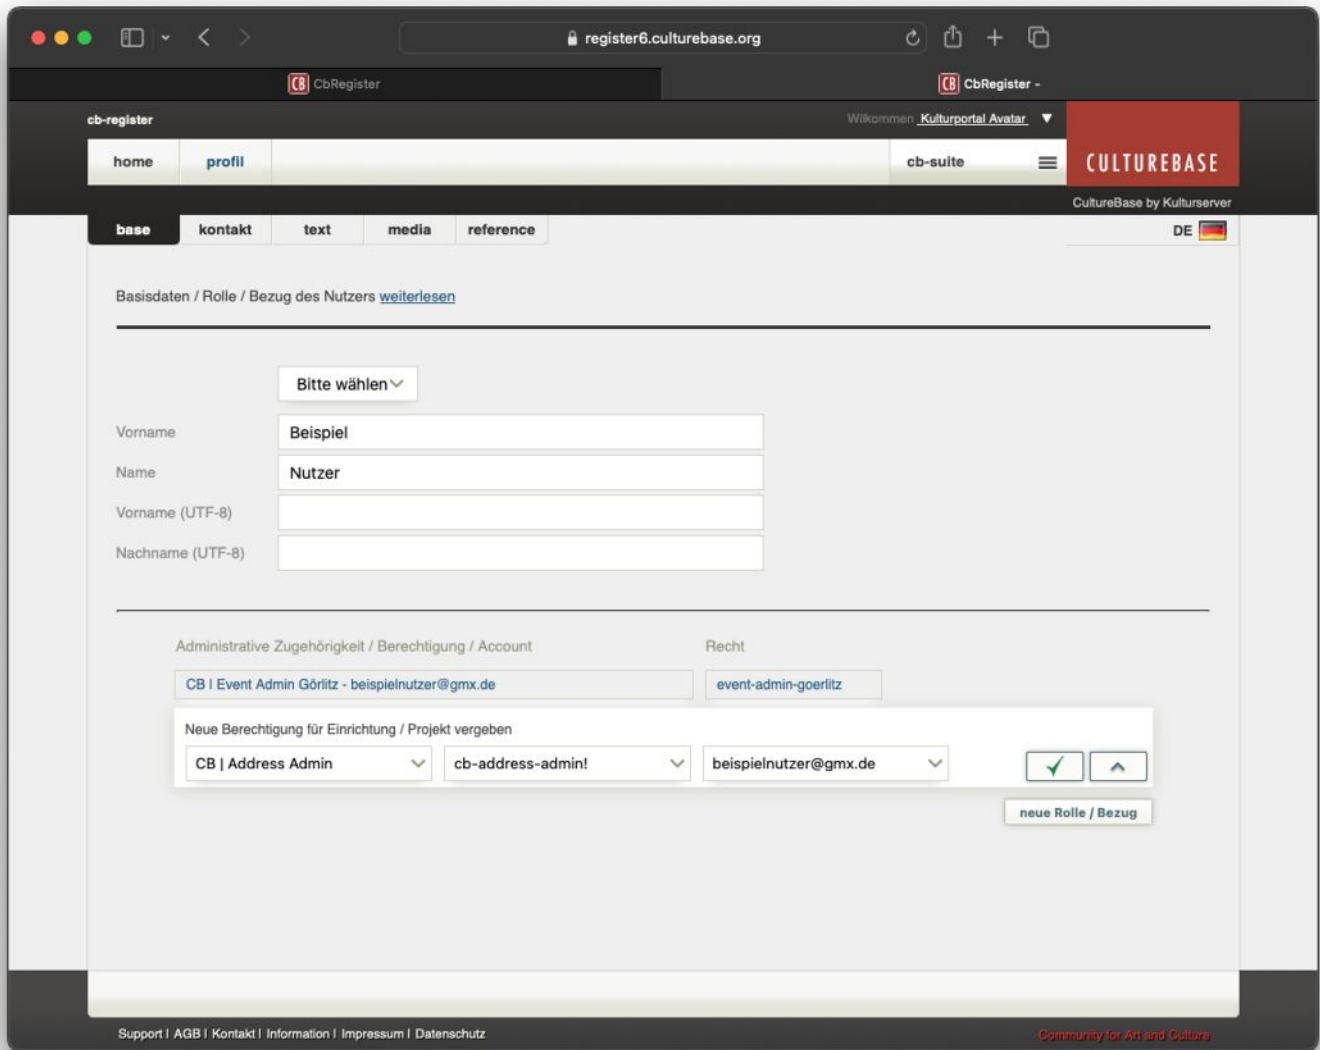 register6.culturebase.org
CB CbRegister
CB CbRegister -
cb-register
Wilkommen Kulturportal Avatar
home profil cb-suite
CULTUREBASE
CultureBase by Kulturserver
base kontakt text media reference
DE
Basisdaten / Rolle / Bezug des Nutzers weiterlesen
Bitte wählen
Vorname Beispiel
Name Nutzer
Vorname (UTF-8)
Nachname (UTF-8)
Administrative Zugehörigkeit / Berechtigung / Account Recht
CB | Event Admin Görlitz - beispielnutzer@gmx.de event-admin-goerlitz
Neue Berechtigung für Einrichtung / Projekt vergeben
CB | Address Admin cb-address-admin! beispielnutzer@gmx.de
neue Rolle / Bezug
Support | AGB | Kontakt | Information | Impressum | Datenschutz
Community for Art and Culture